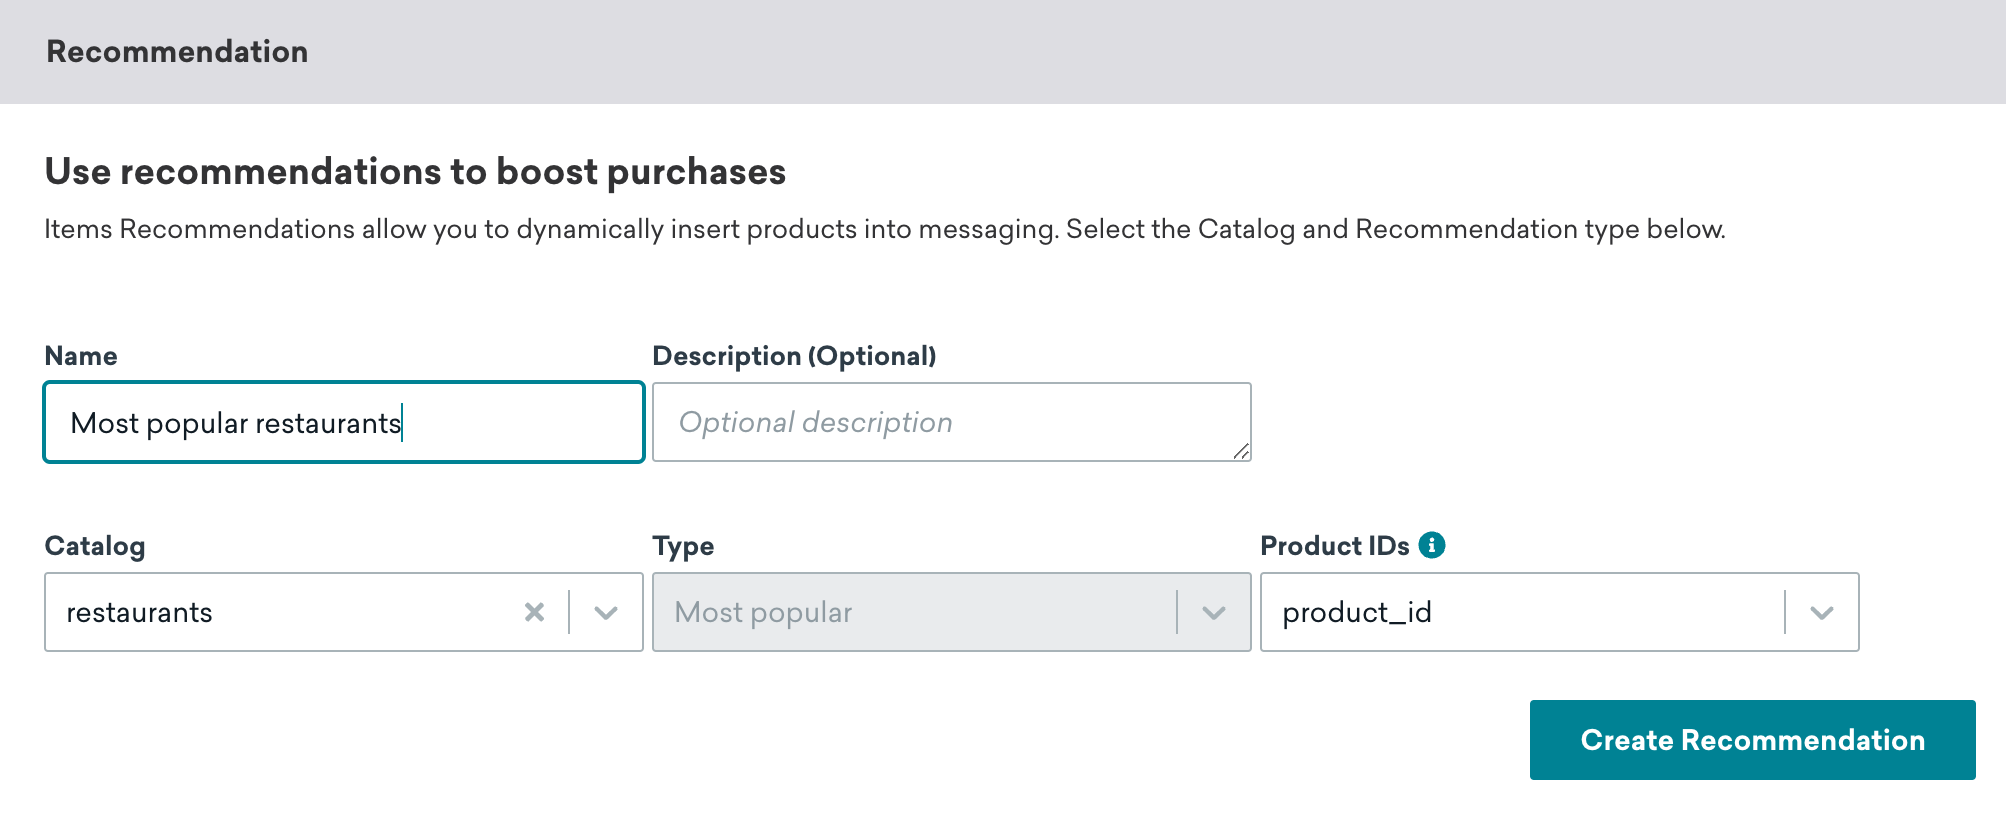 Recommendation
Use recommendations to boost purchases
Items Recommendations allow you to dynamically insert products into messaging. Select the Catalog and Recommendation type below.
Name
Description (Optional)
Most popular restaurants
Optional description
Catalog
Type
Product IDs
restaurants
Most popular
product_id
Create Recommendation